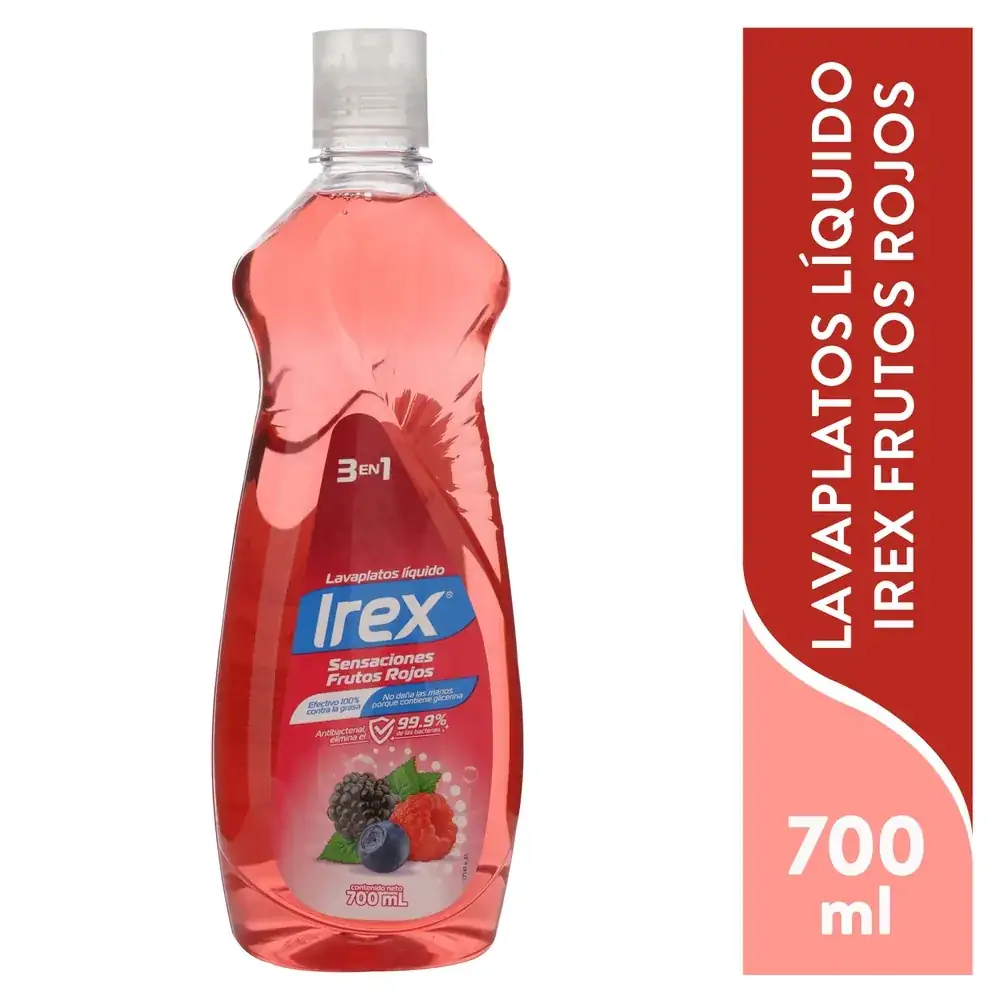 3 EN 1
Lavaplatos líquido
Irex®
Sensaciones
Frutos Rojos
Efectivo 100%
contra la grasa
No daña las manos
porque contiene glicerina
Antibacterial,
elimina el
99.9%
de las bacterias
contenido neto
700 mL
LAVAPLATOS LÍQUIDO
IREX FRUTOS ROJOS
700
ml